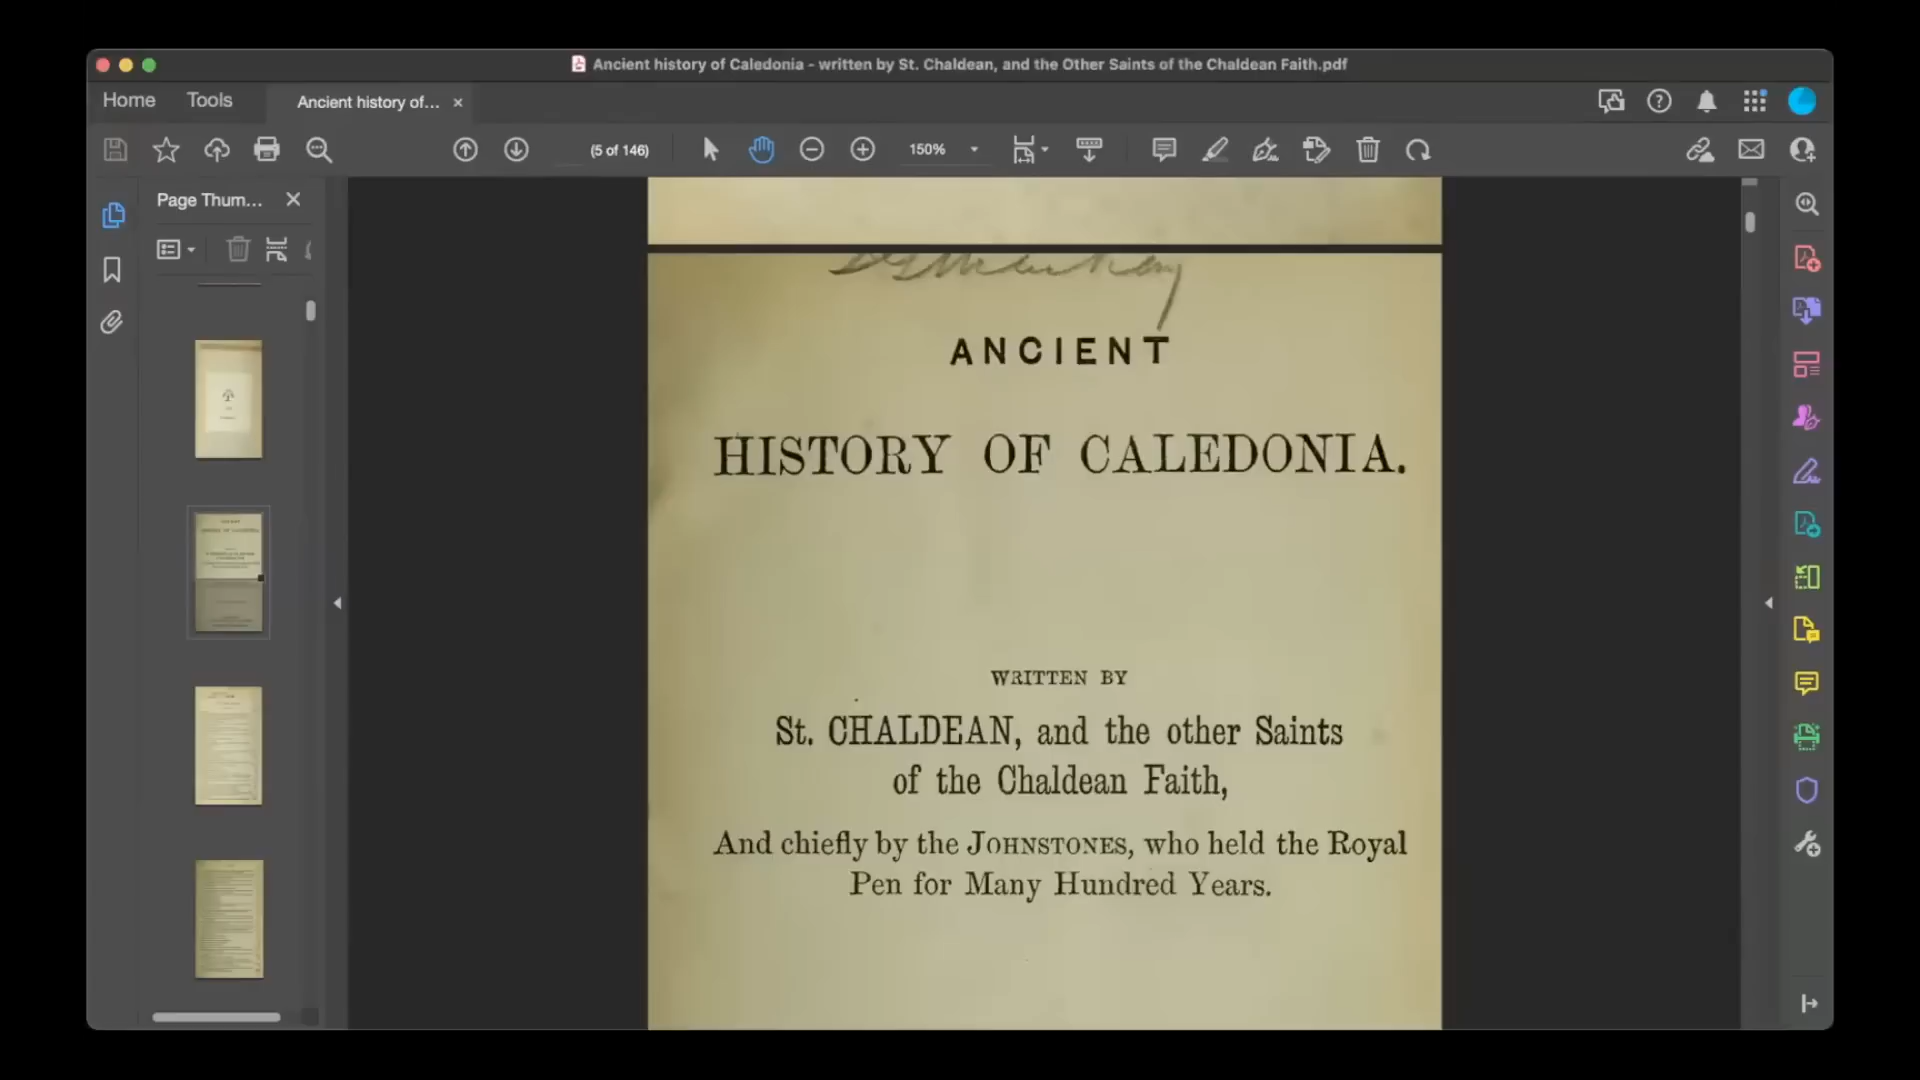 Ancient history of Caledonia - written by St. Chaldean, and the Other Saints of the Chaldean Faith.pdf
Home Tools Ancient history of...
(5 of 146) 150%
Page Thum...
ANCIENT
HISTORY OF CALEDONIA.
WRITTEN BY
St. CHALDEAN, and the other Saints
of the Chaldean Faith,
And chiefly by the JOHNSTONES, who held the Royal
Pen for Many Hundred Years.